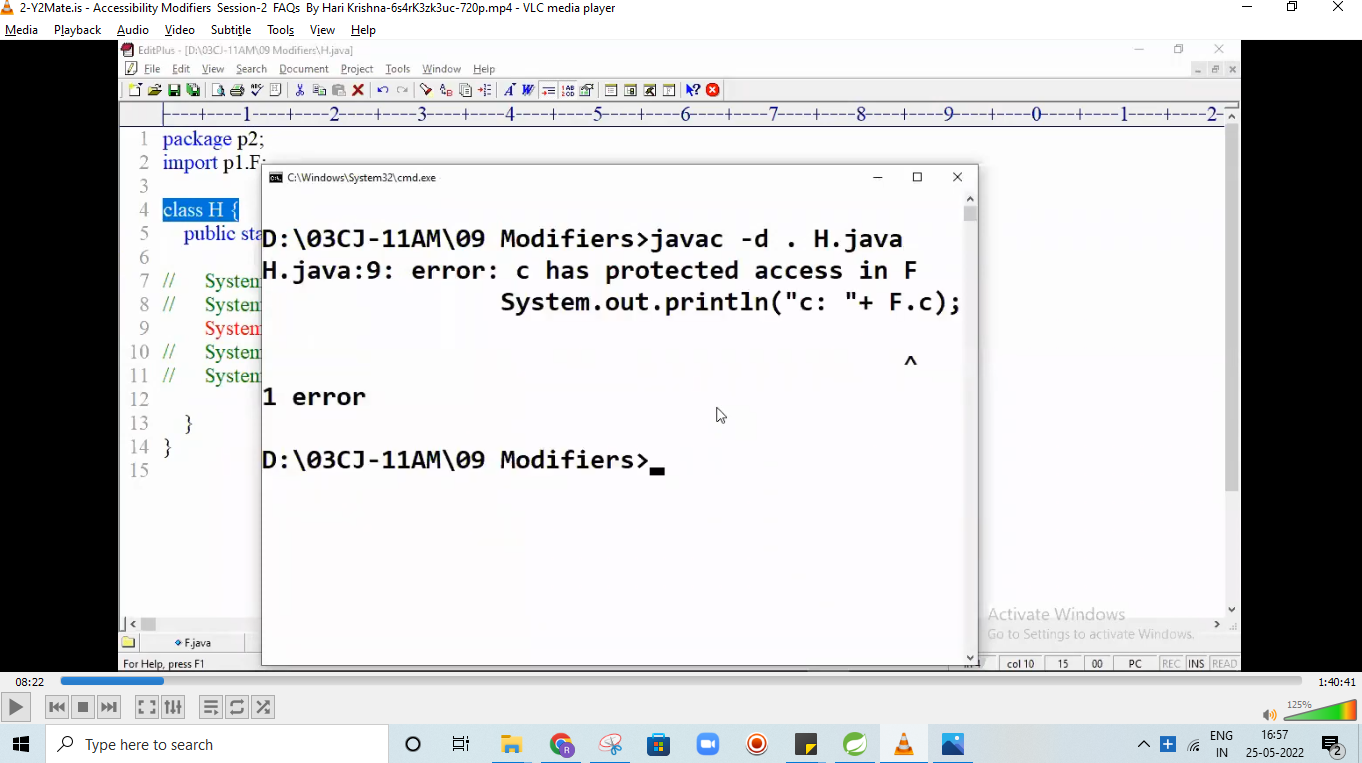 2-Y2Mate.is - Accessibility Modifiers  Session-2  FAQs  By Hari Krishna-6s4rK3zk3uc-720p.mp4 - VLC media player
Media Playback Audio Video Subtitle Tools View Help
EditPlus - [D:\03CJ-11AM\09 Modifiers\H.java]
File Edit View Search Document Project Tools Window Help
----+----1----+----2----+----3----+----4----+----5----+----6----+----7----+----8----+----9----+----0----+----1----+----2-
1 package p2;
2 import p1.F;
3
4 class H {
5 public sta
6
7 // System
8 // System
9 System
10 // System
11 // System
12
13 }
14 }
15
C:\Windows\System32\cmd.exe
D:\03CJ-11AM\09 Modifiers>javac -d . H.java
H.java:9: error: c has protected access in F
System.out.println("c: "+ F.c);
^
1 error
D:\03CJ-11AM\09 Modifiers>
Activate Windows
Go to Settings to activate Windows.
F.java
For Help, press F1
col 10 15 00 PC REC INS READ
08:22 1:40:41
125%
Type here to search
R
ENG
IN
16:57
25-05-2022
2